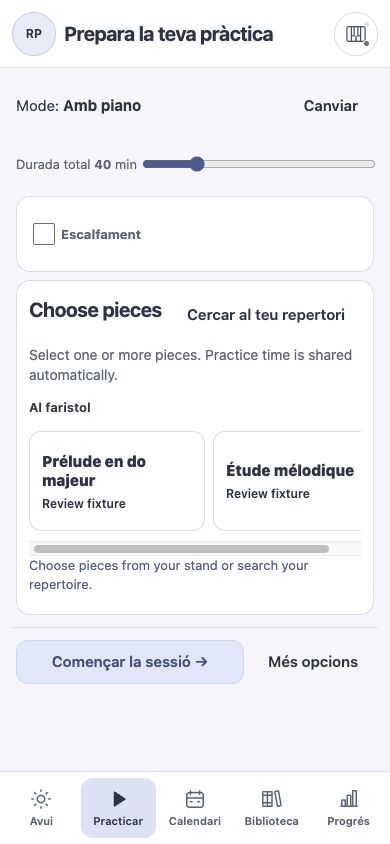 RP
Prepara la teva pràctica
Mode: Amb piano
Canviar
Durada total 40 min
Escalfament
Choose pieces
Cercar al teu repertori
Select one or more pieces. Practice time is shared
automatically.
Al faristol
Prélude en do
majeur
Review fixture
Étude mélodique
Review fixture
Choose pieces from your stand or search your
repertoire.
Començar la sessió →
Més opcions
Avui
Practicar
Calendari
Biblioteca
Progrés